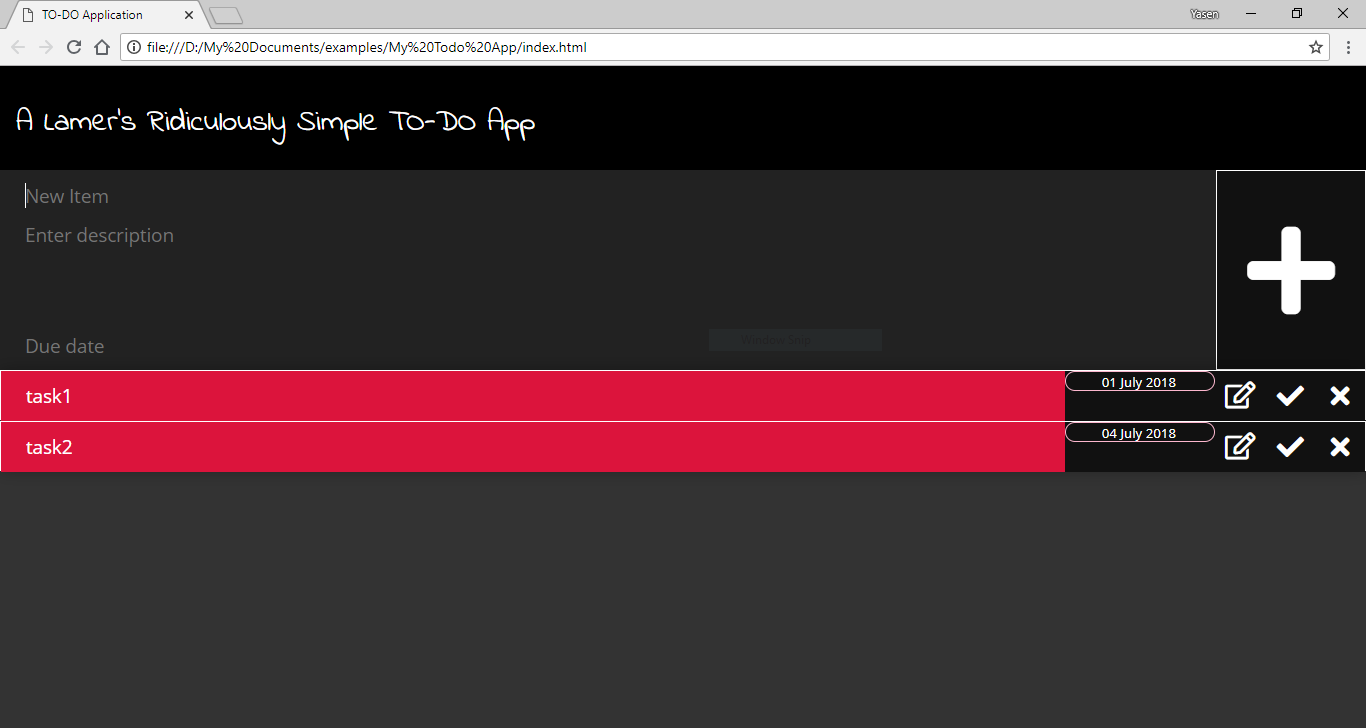 TO-DO Application
Yasen
file:///D:/My%20Documents/examples/My%20Todo%20App/index.html
A Lamer's Ridiculously Simple TO-DO App
New Item
Enter description
Due date
Window Snip
task1
01 July 2018
task2
04 July 2018